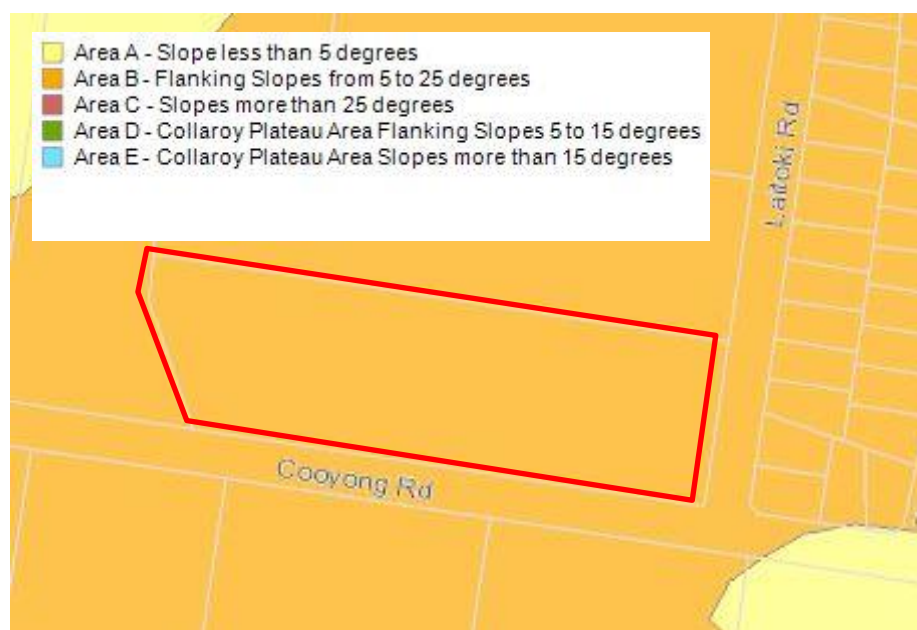 Area A - Slope less than 5 degrees
Area B - Flanking Slopes from 5 to 25 degrees
Area C - Slopes more than 25 degrees
Area D - Collaroy Plateau Area Flanking Slopes 5 to 15 degrees
Area E - Collaroy Plateau Area Slopes more than 15 degrees
Laitoki Rd
Cooyong Rd